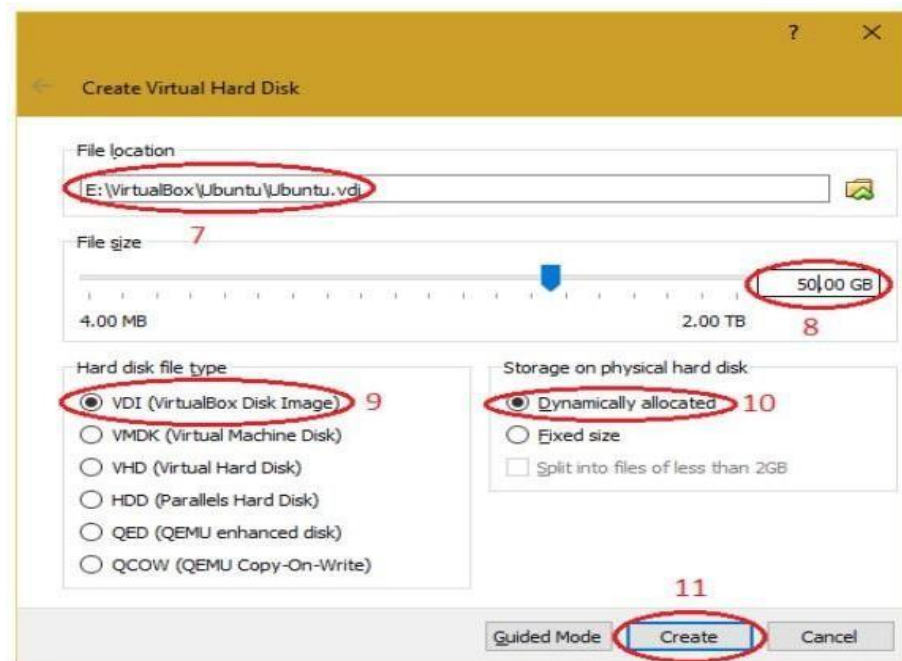 ?
Create Virtual Hard Disk
File location
E:\VirtualBox\Ubuntu\Ubuntu.vdi
7
File size
50.00 GB
4.00 MB
2.00 TB
8
Hard disk file type
VDI (VirtualBox Disk Image)
9
VMDK (Virtual Machine Disk)
VHD (Virtual Hard Disk)
HDD (Parallels Hard Disk)
QED (QEMU enhanced disk)
QCOW (QEMU Copy-On-Write)
Storage on physical hard disk
Dynamically allocated
10
Fixed size
Split into files of less than 2GB
11
Guided Mode
Create
Cancel